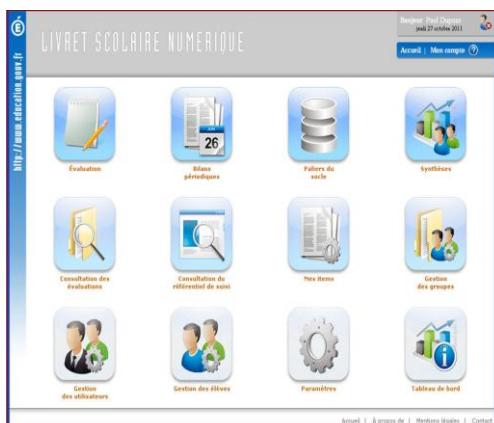 é
http://www.education.gouv.fr
LIVRET SCOLAIRE NUMERIQUE
Bonjour Paul Dupont
jeudi 27 octobre 2011
Accueil | Mon compte ?
Évaluation
26
Bilans
périodiques
Paliers du
socle
Synthèses
Consultation des
évaluations
Consultation du
référentiel de suivi
Mes items
Gestion
des groupes
Gestion
des utilisateurs
Gestion des élèves
Paramètres
Tableau de bord
Accueil | À propos de | Mentions légales | Contact